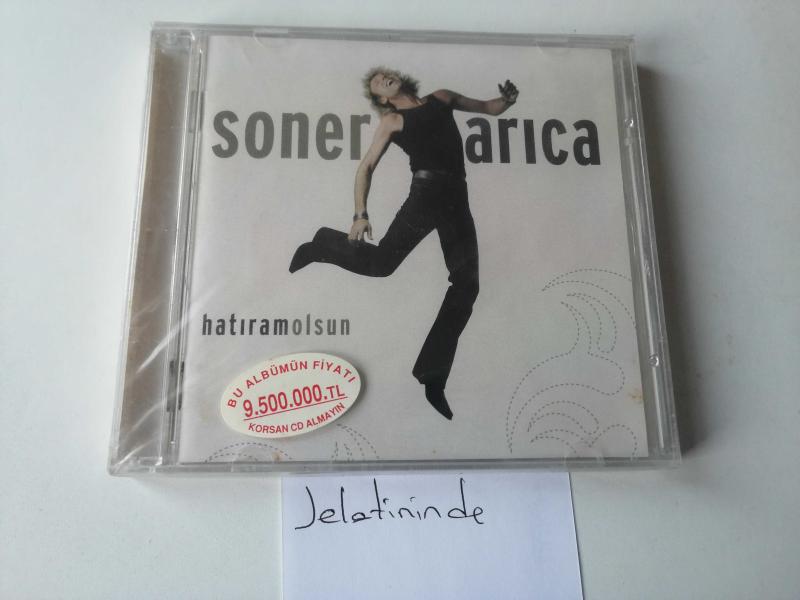 soner arıca
hatıramolsun
BU ALBÜMÜN FİYATI
9.500.000.TL
KORSAN CD ALMAYIN
Jelatininde